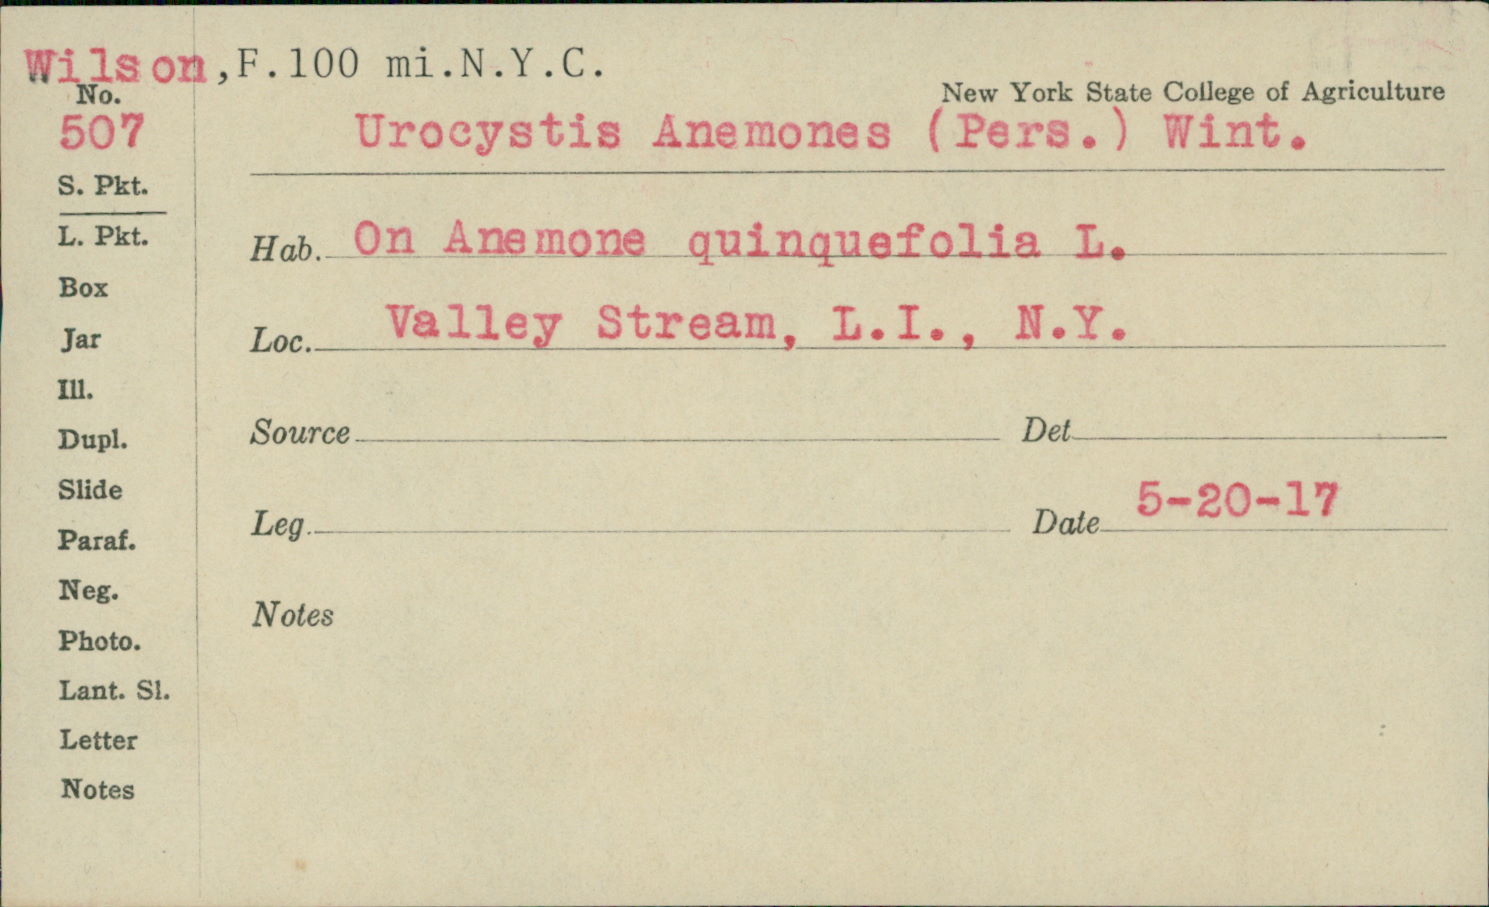 Wilson,F.100 mi.N.Y.C.
No.
New York State College of Agriculture
507
Urocystis Anemones (Pers.) Wint.
S. Pkt.
L. Pkt.
Hab. On Anemone quinquefolia L.
Box
Loc. Valley Stream, L.I., N.Y.
Jar
Ill.
Dupl.
Source
Det.
Slide
Leg.
Date 5-20-17
Paraf.
Neg.
Notes
Photo.
Lant. Sl.
Letter
Notes